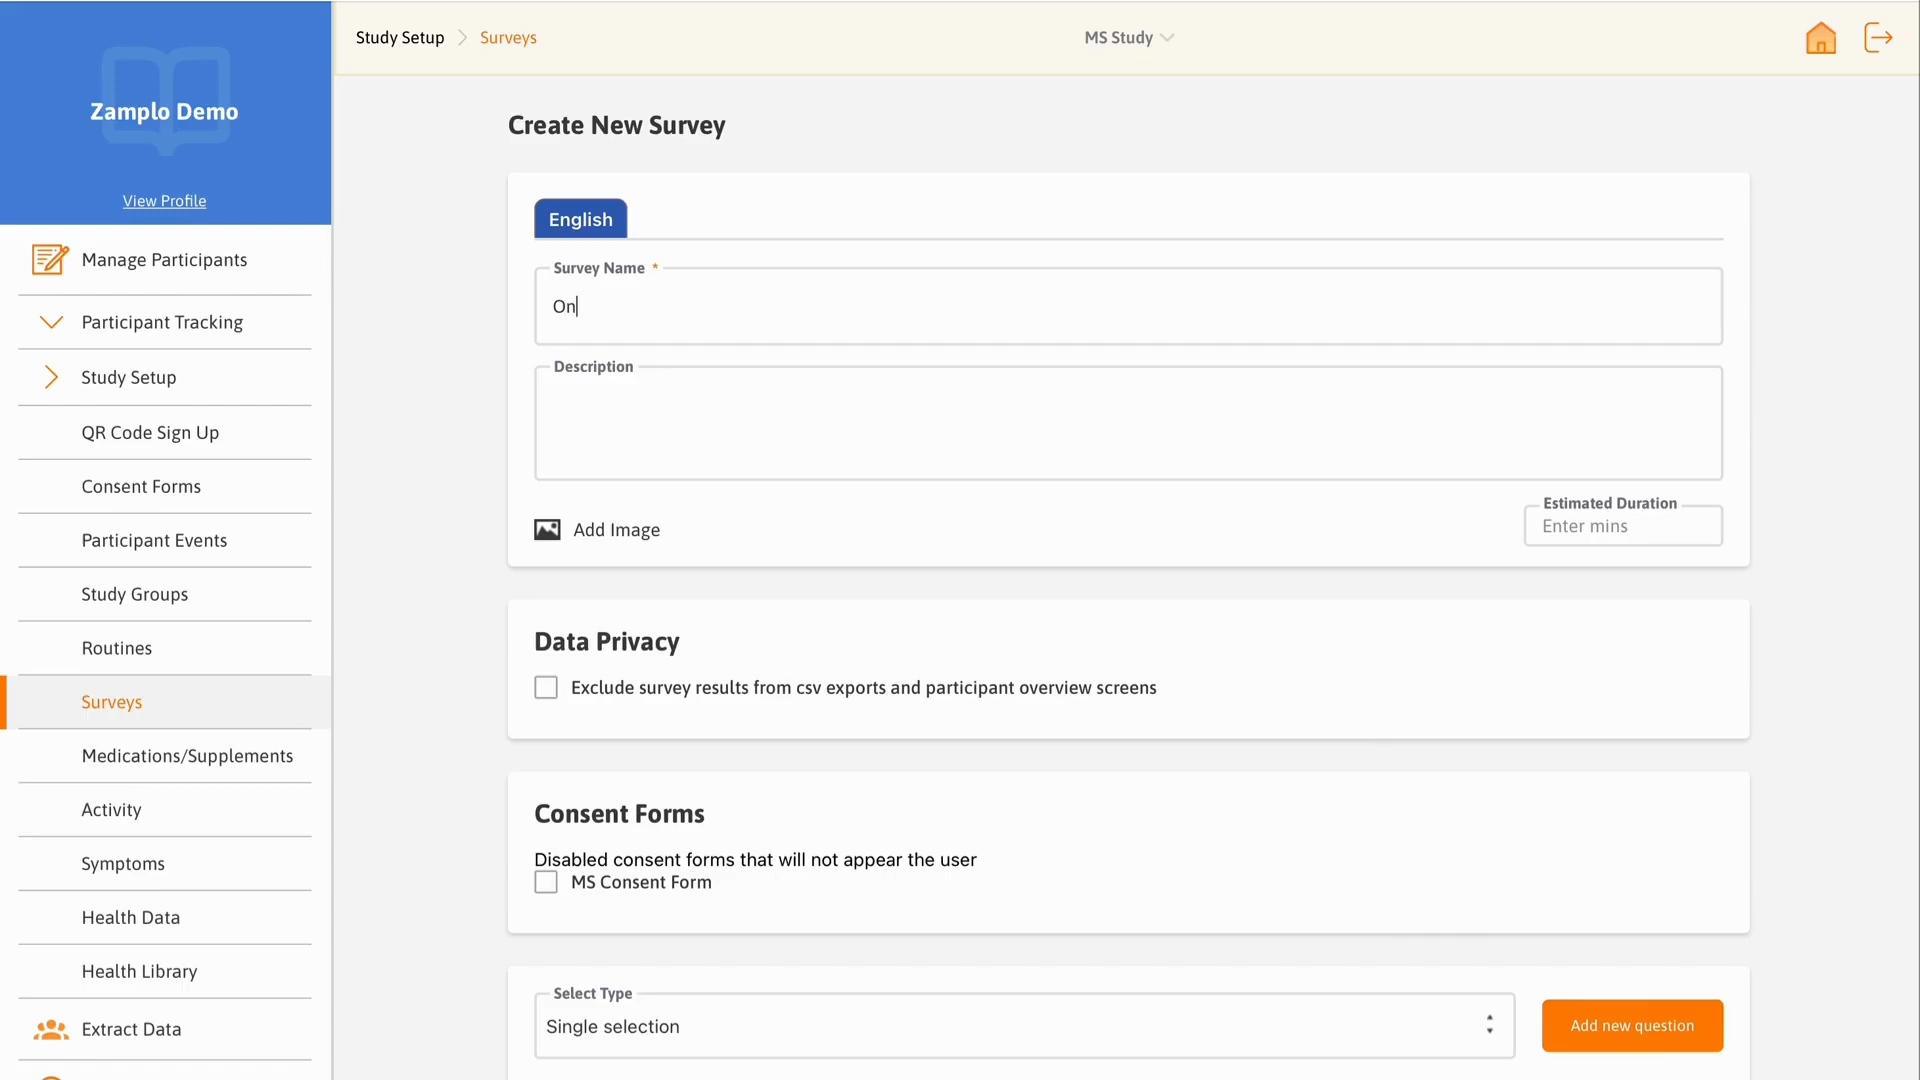 Zamplo Demo
View Profile
Manage Participants
Participant Tracking
Study Setup
QR Code Sign Up
Consent Forms
Participant Events
Study Groups
Routines
Surveys
Medications/Supplements
Activity
Symptoms
Health Data
Health Library
Extract Data
Study Setup Surveys
MS Study
Create New Survey
English
Survey Name *
On
Description
Add Image
Estimated Duration
Enter mins
Data Privacy
Exclude survey results from csv exports and participant overview screens
Consent Forms
Disabled consent forms that will not appear the user
MS Consent Form
Select Type
Single selection
Add new question